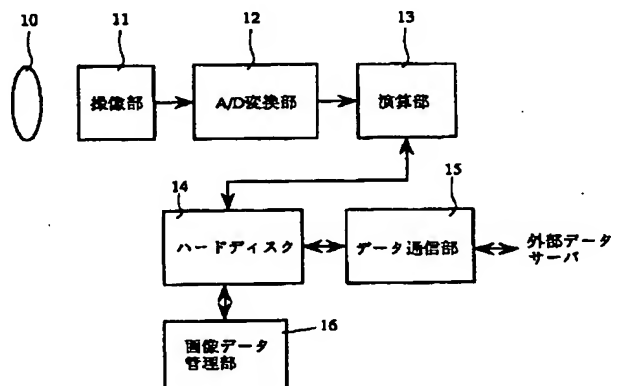 10
11
12
13
撮像部
A/D変換部
演算部
14
15
ハードディスク
データ通信部
外部データ
サーバ
16
画像データ
管理部